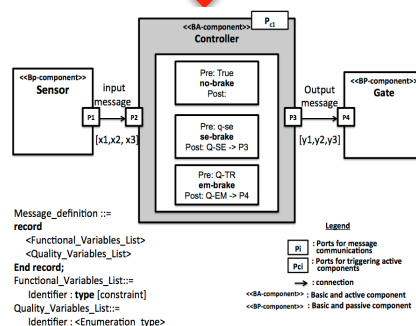 <<BA-component>>
Controller
Pc1
<<Bp-component>>
Sensor
input
message
P1
P2
[x1,x2, x3]
Pre: True
no-brake
Post:
Pre: q-se
se-brake
Post: Q-SE -> P3
Pre: Q-TR
em-brake
Post: Q-EM -> P4
Output
message
P3
P4
[y1,y2,y3]
<<BP-component>>
Gate
Message_definition ::=
record
<Functional_Variables_List>
<Quality_Variables_List>
End record;
Functional_Variables_List::=
Identifier : type [constraint]
Quality_Variables_List::=
Identifier : <Enumeration_type>
Legend
Pi : Ports for message communications
Pci : Ports for triggering active components
: connection
<<BA-component>> : Basic and active component
<<BP-component>> : Basic and passive component